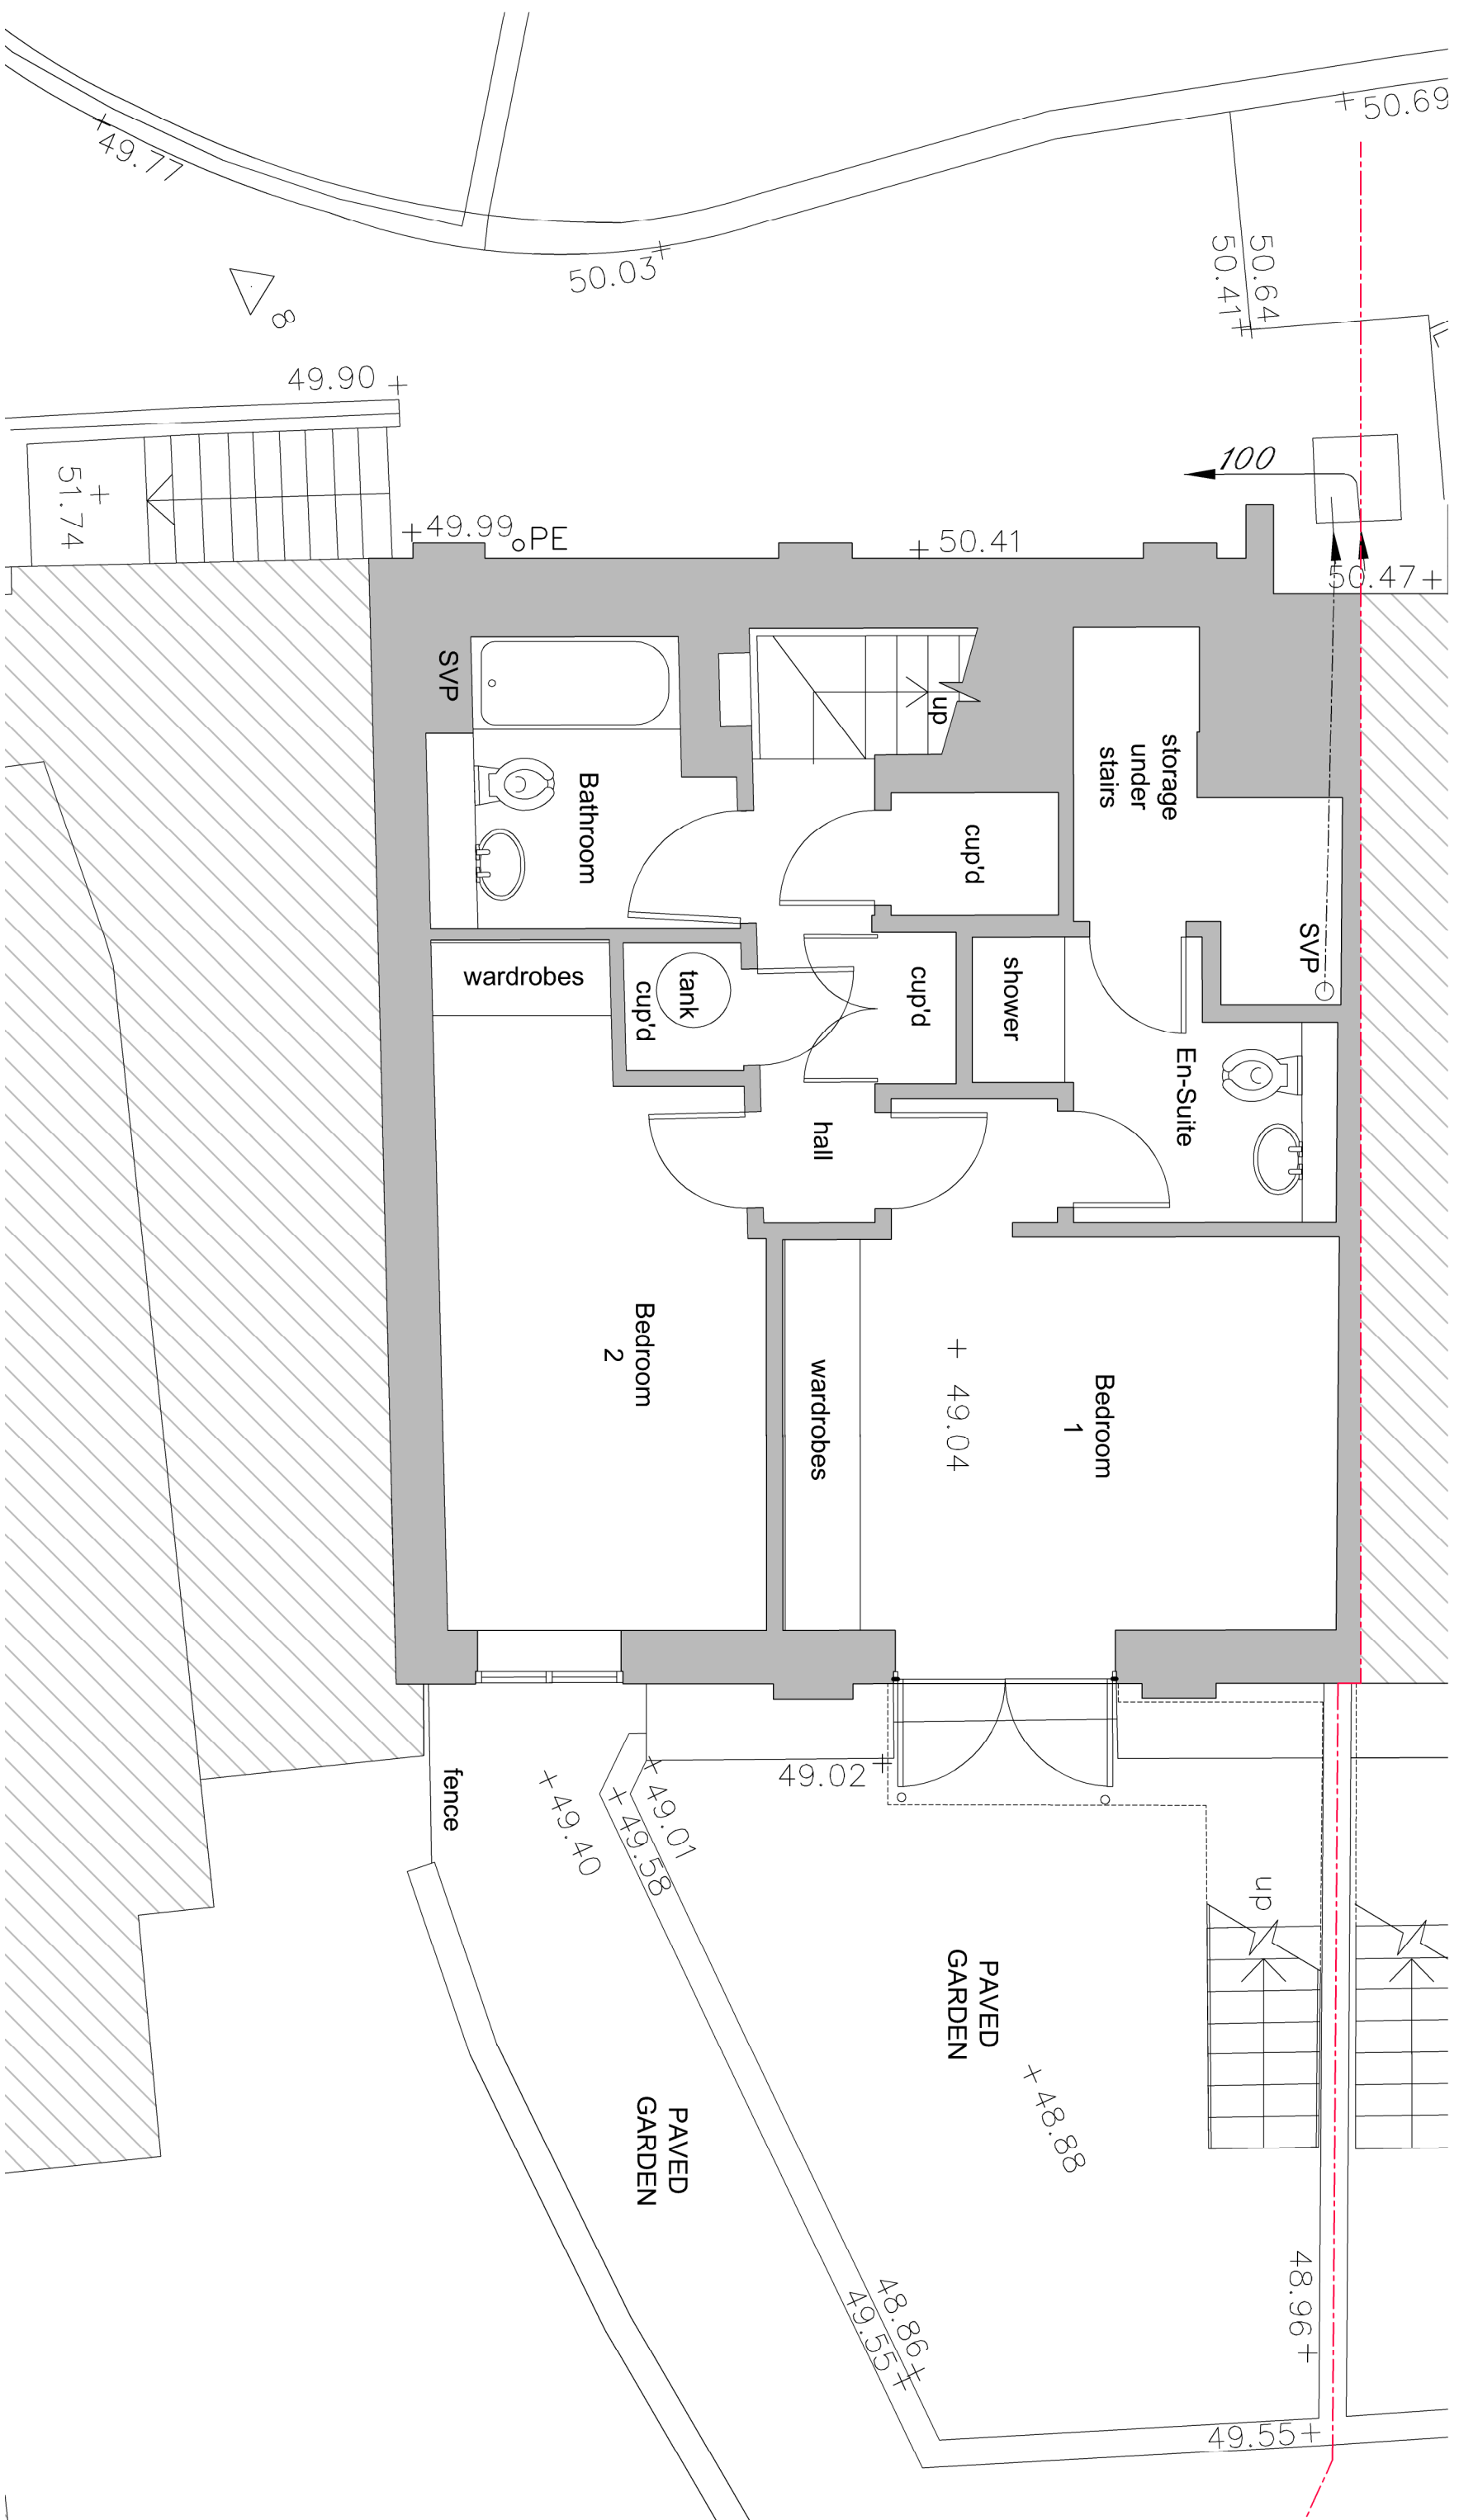 50.69
49.77
50.03
50.64
50.41
8
49.90
51.74
100
49.99
PE
50.41
50.47
SVP
up
storage
under
stairs
Bathroom
cup'd
SVP
wardrobes
tank
cup'd
cup'd
shower
En-Suite
hall
Bedroom
2
wardrobes
49.04
Bedroom
1
fence
49.40
49.58
49.01
49.02
up
PAVED
GARDEN
48.88
PAVED
GARDEN
48.86
49.55
48.96
49.55